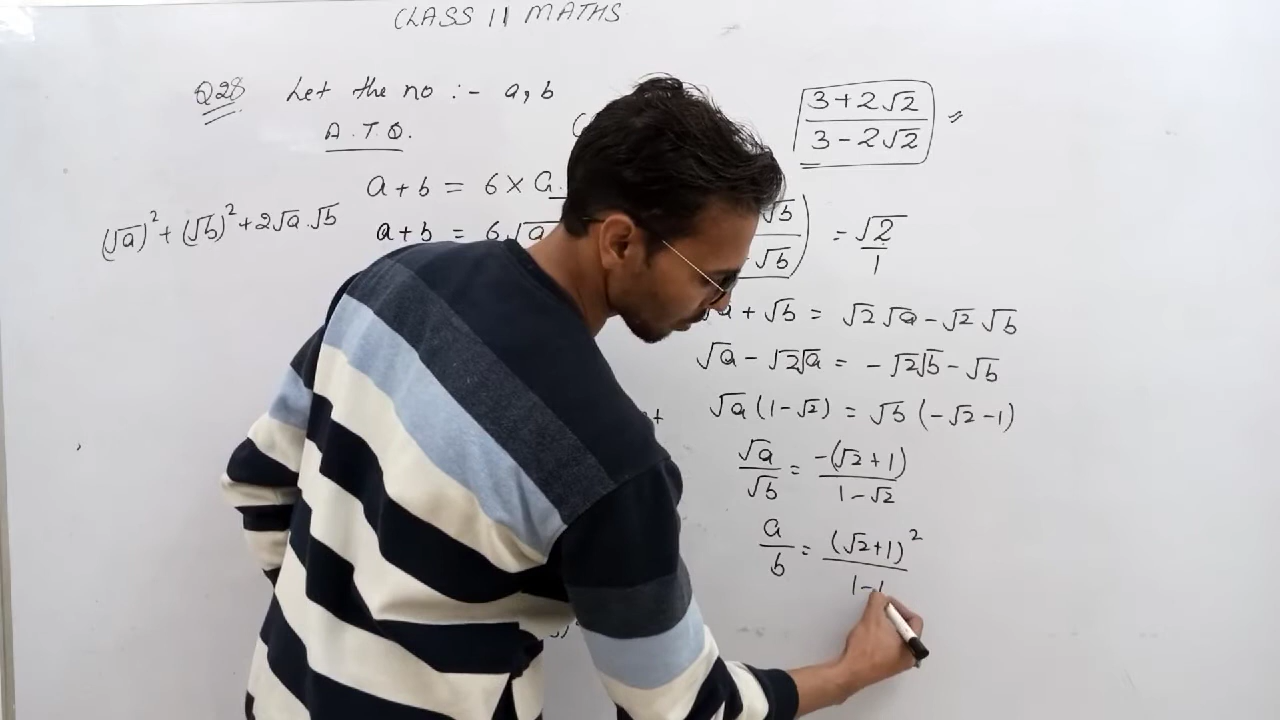 CLASS 11 MATHS
Q28 Let the no :- a, b
A.T.Q.
a + b = 6 × G.
a + b = 6√a
(√a)² + (√b)² + 2√a.√b
3 + 2√2
3 - 2√2
√b
√b
= √2
1
√a + √b = √2√a - √2√b
√a - √2√a = -√2√b - √b
√a (1-√2) = √b (-√2-1)
√a/√b = -(√2+1)/1-√2
a/b = (√2+1)²/1-